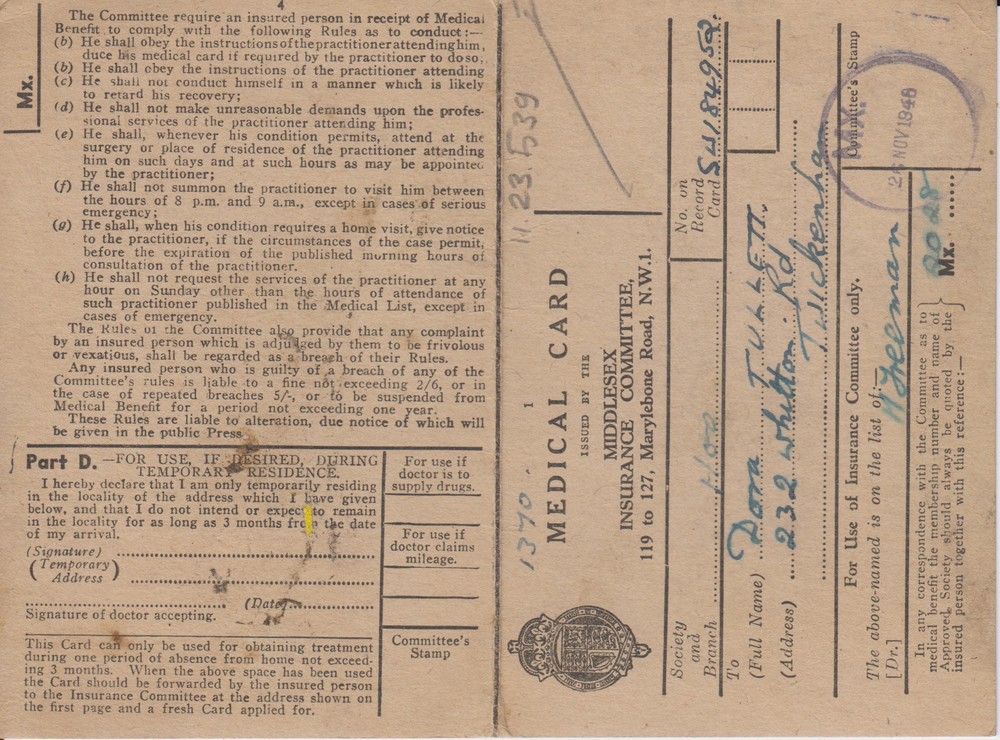 4
Mx.
The Committee require an insured person in receipt of Medical
Benefit to comply with the following Rules as to conduct:—
(b) He shall obey the instructions of the practitioner attending him,
duce his medical card if required by the practitioner to do so;
(b) He shall obey the instructions of the practitioner attending
(c) He shall not conduct himself in a manner which is likely
to retard his recovery;
(d) He shall not make unreasonable demands upon the profes-
sional services of the practitioner attending him;
(e) He shall, whenever his condition permits, attend at the
surgery or place of residence of the practitioner attending
him on such days and at such hours as may be appointed
by the practitioner;
(f) He shall not summon the practitioner to visit him between
the hours of 8 p.m. and 9 a.m., except in cases of serious
emergency;
(g) He shall, when his condition requires a home visit, give notice
to the practitioner, if the circumstances of the case permit,
before the expiration of the published morning hours of
consultation of the practitioner.
(h) He shall not request the services of the practitioner at any
hour on Sunday other than the hours of attendance of
such practitioner published in the Medical List, except in
cases of emergency.
The Rules of the Committee also provide that any complaint
by an insured person which is adjudged by them to be frivolous
or vexatious, shall be regarded as a breach of their Rules.
Any insured person who is guilty of a breach of any of the
Committee's rules is liable to a fine not exceeding 2/6, or in
the case of repeated breaches 5/-, or to be suspended from
Medical Benefit for a period not exceeding one year.
These Rules are liable to alteration, due notice of which will
be given in the public Press
Part D.—FOR USE, IF DESIRED, DURING
TEMPORARY RESIDENCE.
I hereby declare that I am only temporarily residing
in the locality of the address which I have given
below, and that I do not intend or expect to remain
in the locality for as long as 3 months from the date
of my arrival.
(Signature)
(Temporary
Address)
(Date)
Signature of doctor accepting.
For use if
doctor is to
supply drugs.
For use if
doctor claims
mileage.
Committee's
Stamp
This Card can only be used for obtaining treatment
during one period of absence from home not exceed-
ing 3 months. When the above space has been used
the Card should be forwarded by the insured person
to the Insurance Committee at the address shown on
the first page and a fresh Card applied for.
1370.
11.23.539
1
MEDICAL CARD
ISSUED BY THE
MIDDLESEX
INSURANCE COMMITTEE,
119 to 127, Marylebone Road, N.W.1.
Society
and
Branch
No. on
Record
Card
To
(Full Name) Dora TULLETT.
(Address) 232 Whitton Rd
Twickenham
For Use of Insurance Committee only.
Committee's Stamp
MX.
NOV 1946
The above-named is on the list of:—
[Dr.] Freeman
In any correspondence with the Committee as to
medical benefit the membership number and name of
Approved Society should always be quoted by the
insured person together with this reference:—
Mx.